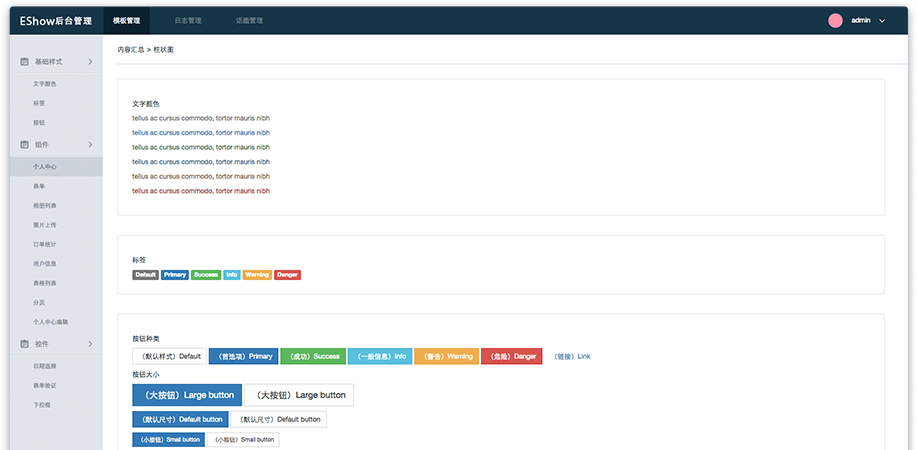 EShow后台管理 模板管理 日志管理 话题管理 admin
内容汇总 > 柱状图
基础样式
文字颜色
标签
按钮
组件
个人中心
表单
相册列表
图片上传
订单统计
用户信息
表格列表
分页
个人中心编辑
控件
日期选择
表单验证
下拉框
文字颜色
tellus ac cursus commodo, tortor mauris nibh
tellus ac cursus commodo, tortor mauris nibh
tellus ac cursus commodo, tortor mauris nibh
tellus ac cursus commodo, tortor mauris nibh
tellus ac cursus commodo, tortor mauris nibh
tellus ac cursus commodo, tortor mauris nibh
标签
Default Primary Success Info Warning Danger
按钮种类
（默认样式）Default （首选项）Primary （成功）Success （一般信息）Info （警告）Warning （危险）Danger （链接）Link
按钮大小
（大按钮）Large button （大按钮）Large button
（默认尺寸）Default button （默认尺寸）Default button
（小按钮）Small button （小按钮）Small button